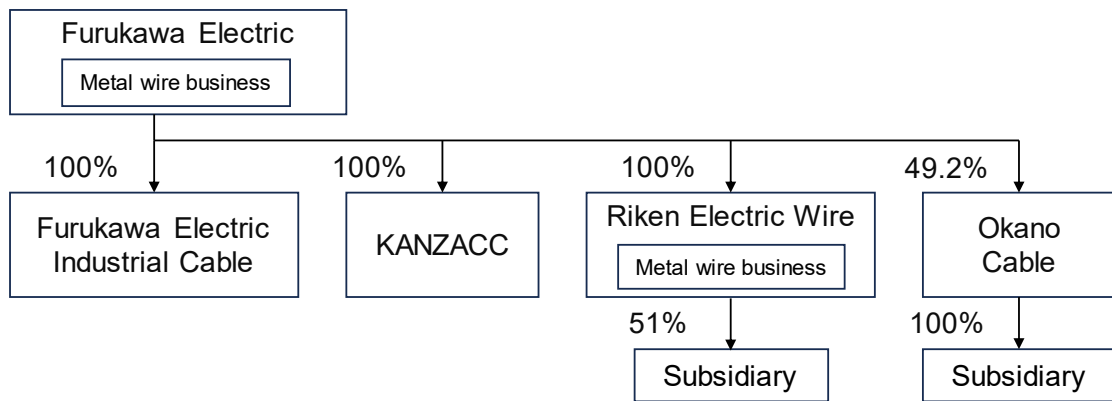 Furukawa Electric
Metal wire business
100%
100%
100%
49.2%
Furukawa Electric
Industrial Cable
KANZACC
Riken Electric Wire
Metal wire business
Okano
Cable
51%
100%
Subsidiary
Subsidiary